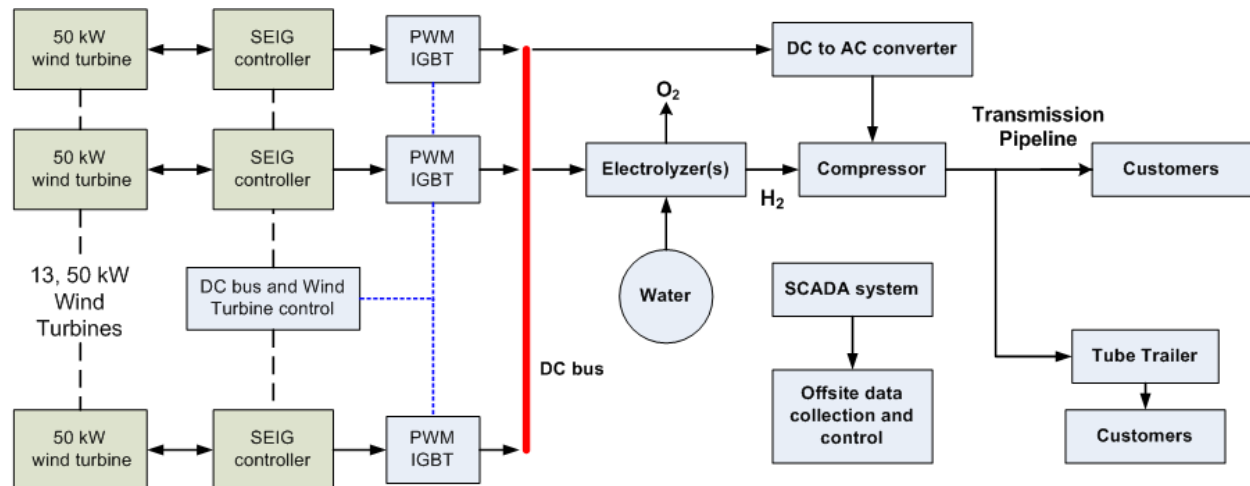 50 kW
wind turbine
SEIG
controller
PWM
IGBT
DC to AC converter
O₂
Transmission
Pipeline
50 kW
wind turbine
SEIG
controller
PWM
IGBT
Electrolyzer(s)
H₂
Compressor
Customers
13, 50 kW
Wind
Turbines
DC bus and Wind
Turbine control
Water
SCADA system
DC bus
Tube Trailer
Offsite data
collection and
control
Customers
50 kW
wind turbine
SEIG
controller
PWM
IGBT